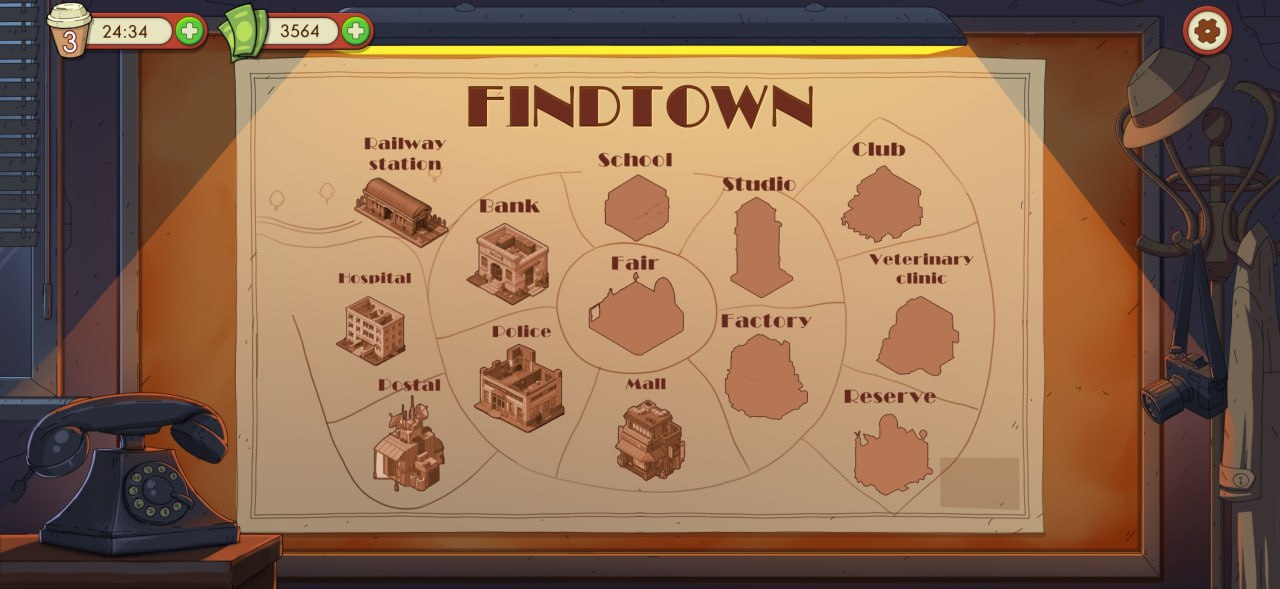 3
24:34
3564
FINDTOWN
Railway
station
Bank
School
Studio
Club
Hospital
Police
Fair
Factory
Veterinary
clinic
Postal
Mall
Reserve